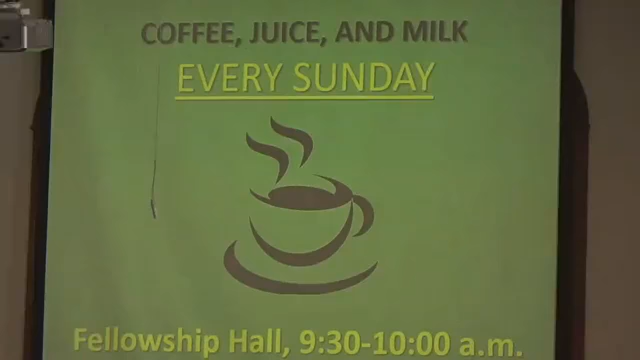 COFFEE, JUICE, AND MILK
EVERY SUNDAY
Fellowship Hall, 9:30-10:00 a.m.